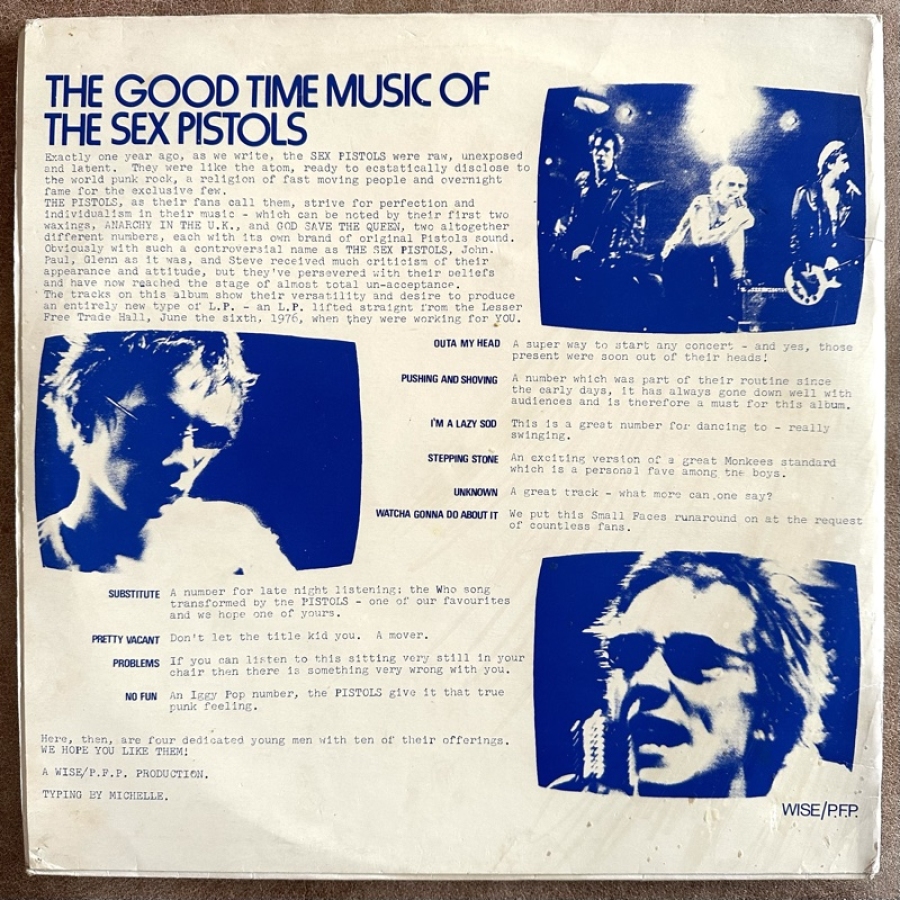 THE GOOD TIME MUSIC OF
THE SEX PISTOLS
Exactly one year ago, as we write, the SEX PISTOLS were raw, unexposed
and latent. They were like the atom, ready to ecstatically disclose to
the world punk rock, a religion of fast moving people and overnight
fame for the exclusive few.
THE PISTOLS, as their fans call them, strive for perfection and
individualism in their music - which can be noted by their first two
waxings, ANARCHY IN THE U.K., and GOD SAVE THE QUEEN, two altogether
different numbers, each with its own brand of original Pistols sound.
Obviously with such a controversial name as THE SEX PISTOLS, John.
Paul, Glenn as it was, and Steve received much criticism of their
appearance and attitude, but they've persevered with their beliefs
and have now reached the stage of almost total un-acceptance.
The tracks on this album show their versatility and desire to produce
an entirely new type of L.P. - an L.P. lifted straight from the Lesser
Free Trade Hall, June the sixth, 1976, when they were working for YOU.
OUTA MY HEAD A super way to start any concert - and yes, those
present were soon out of their heads!
PUSHING AND SHOVING A number which was part of their routine since
the early days, it has always gone down well with
audiences and is therefore a must for this album.
I'M A LAZY SOD This is a great number for dancing to - really
swinging.
STEPPING STONE An exciting version of a great Monkees standard
which is a personal fave among the boys.
UNKNOWN A great track - what more can one say?
WATCHA GONNA DO ABOUT IT We put this Small Faces runaround on at the request
of countless fans.
SUBSTITUTE A number for late night listening: the Who song
transformed by the PISTOLS - one of our favourites
and we hope one of yours.
PRETTY VACANT Don't let the title kid you. A mover.
PROBLEMS If you can listen to this sitting very still in your
chair then there is something very wrong with you.
NO FUN An Iggy Pop number, the PISTOLS give it that true
punk feeling.
Here, then, are four dedicated young men with ten of their offerings.
WE HOPE YOU LIKE THEM!
A WISE/P.F.P. PRODUCTION.
TYPING BY MICHELLE.
WISE/P.F.P.